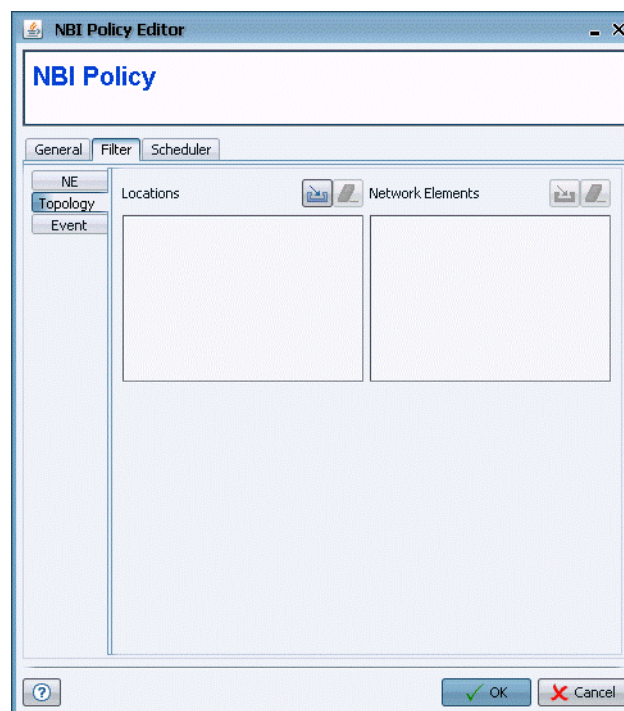 NBI Policy Editor
NBI Policy
General Filter Scheduler
NE
Topology
Event
Locations
Network Elements
?
OK
Cancel